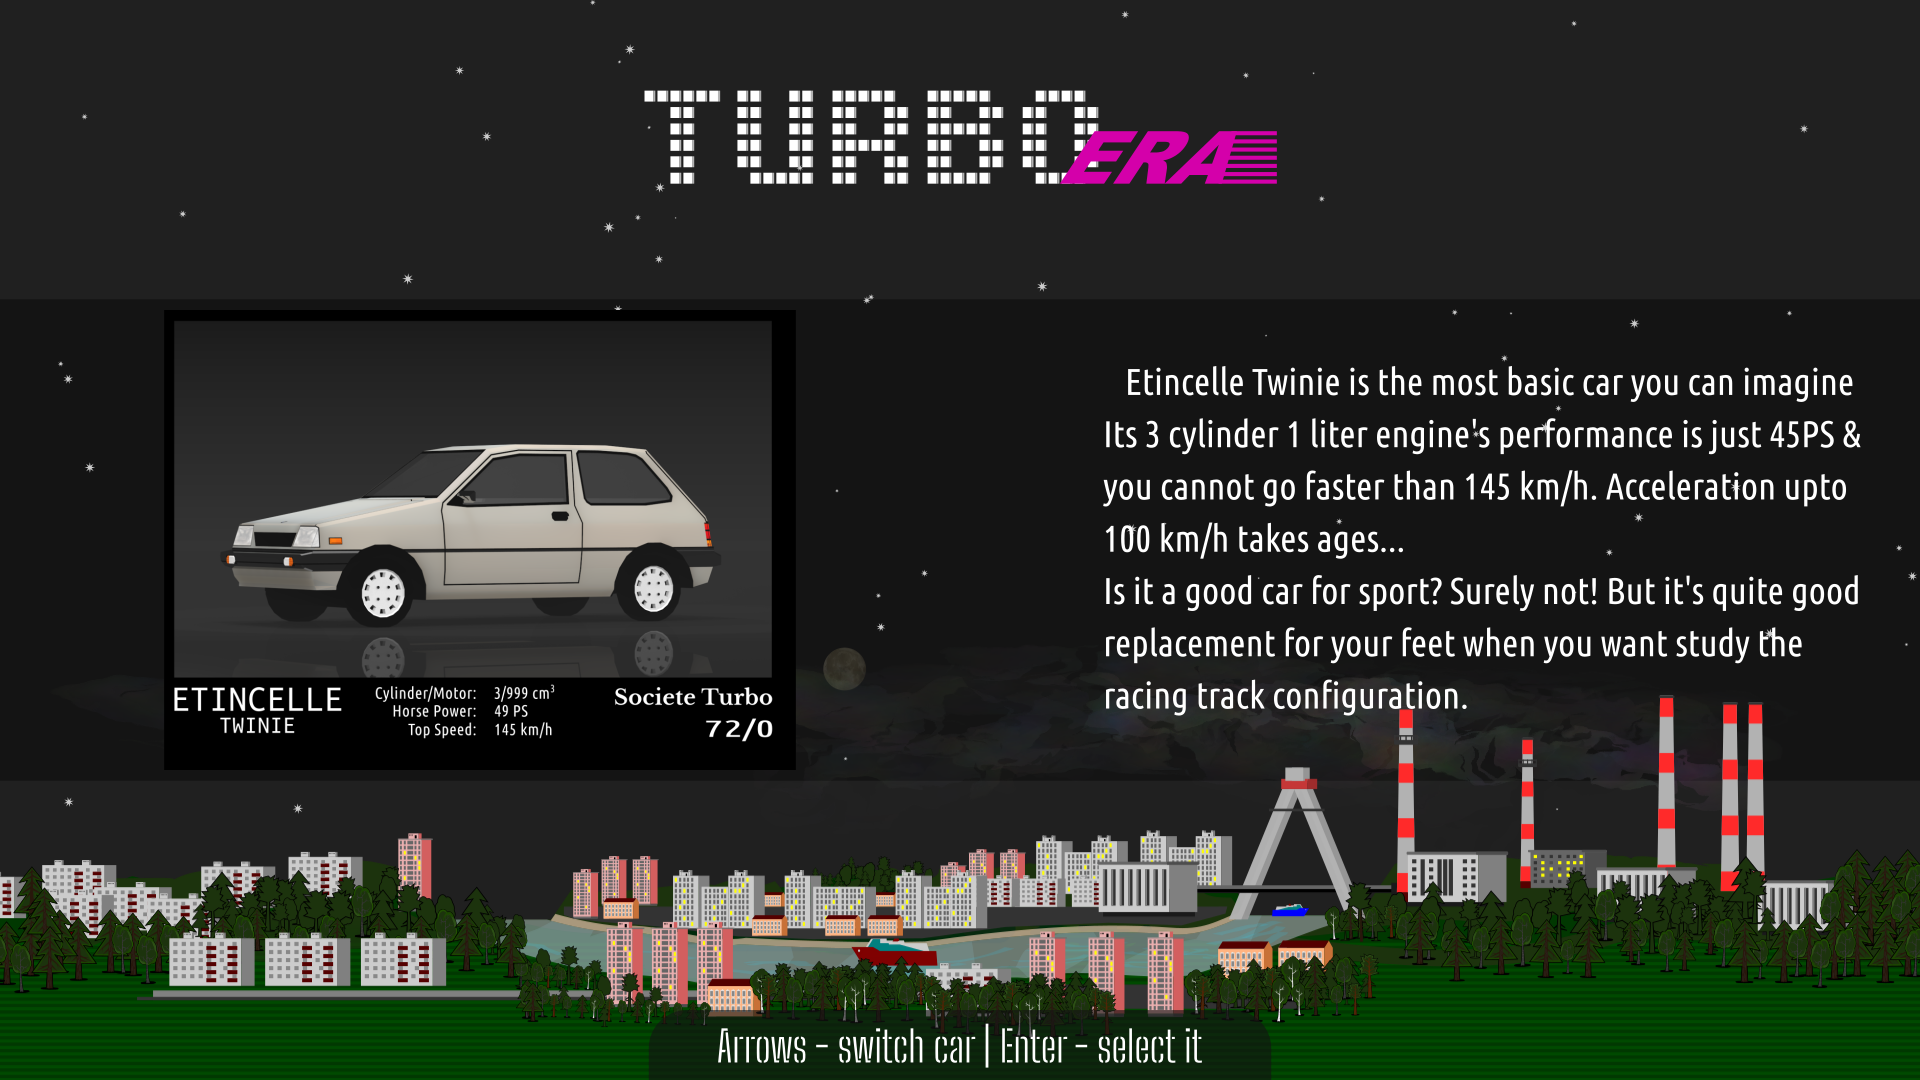 TURBO ERA
Etincelle Twinie is the most basic car you can imagine
Its 3 cylinder 1 liter engine's performance is just 45PS &
you cannot go faster than 145 km/h. Acceleration upto
100 km/h takes ages...
Is it a good car for sport? Surely not! But it's quite good
replacement for your feet when you want study the
racing track configuration.
ETINCELLE
TWINIE
Cylinder/Motor: 3/999 cm³
Horse Power: 49 PS
Top Speed: 145 km/h
Societe Turbo
72/0
Arrows - switch car | Enter - select it